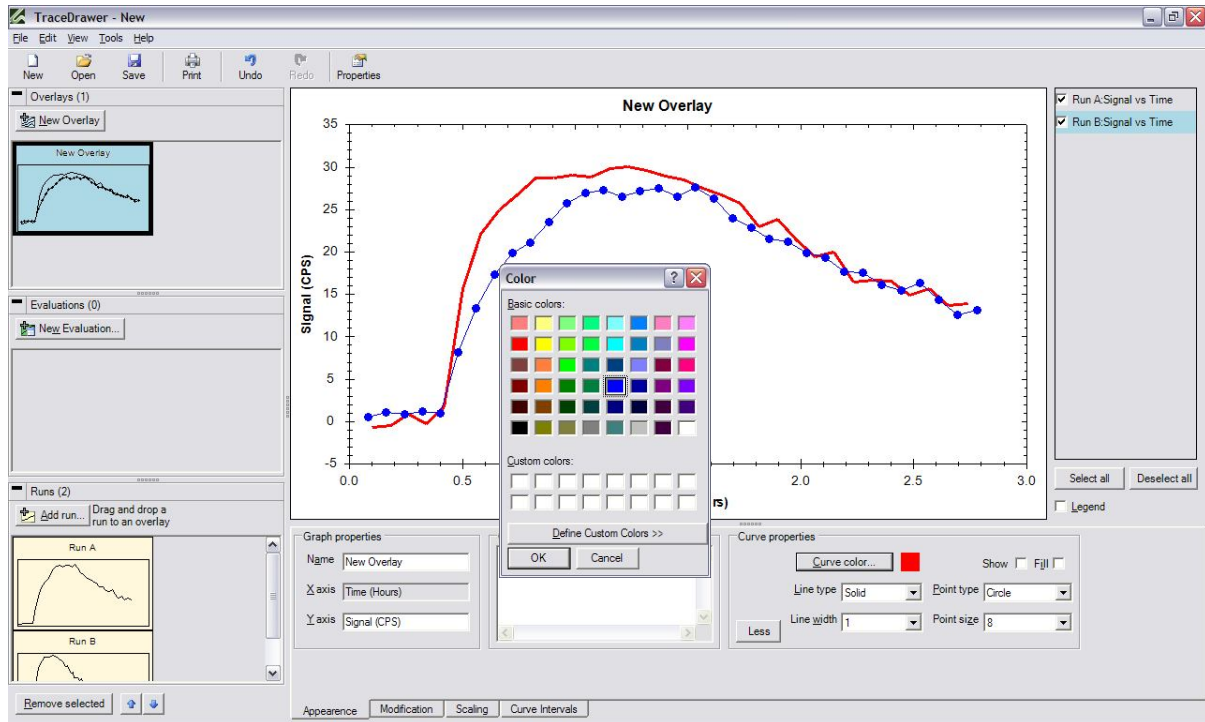 TraceDrawer - New
File Edit View Tools Help
New Open Save Print Undo Redo Properties
Overlays (1)
New Overlay
New Overlay
Evaluations (0)
New Evaluation...
Runs (2)
Add run... Drag and drop a
run to an overlay
Run A
Run B
Remove selected
New Overlay
35
30
25
20
15
10
5
0
-5
Signal (CPS)
0.0 0.5 2.0 2.5 3.0
rs)
Color
Basic colors:
Custom colors:
Define Custom Colors >>
OK Cancel
Run A:Signal vs Time
Run B:Signal vs Time
Select all Deselect all
Legend
Graph properties
Name New Overlay
X axis Time (Hours)
Y axis Signal (CPS)
Curve properties
Curve color... Show Fill
Line type Solid Point type Circle
Line width 1 Point size 8
Less
Appearence Modification Scaling Curve Intervals